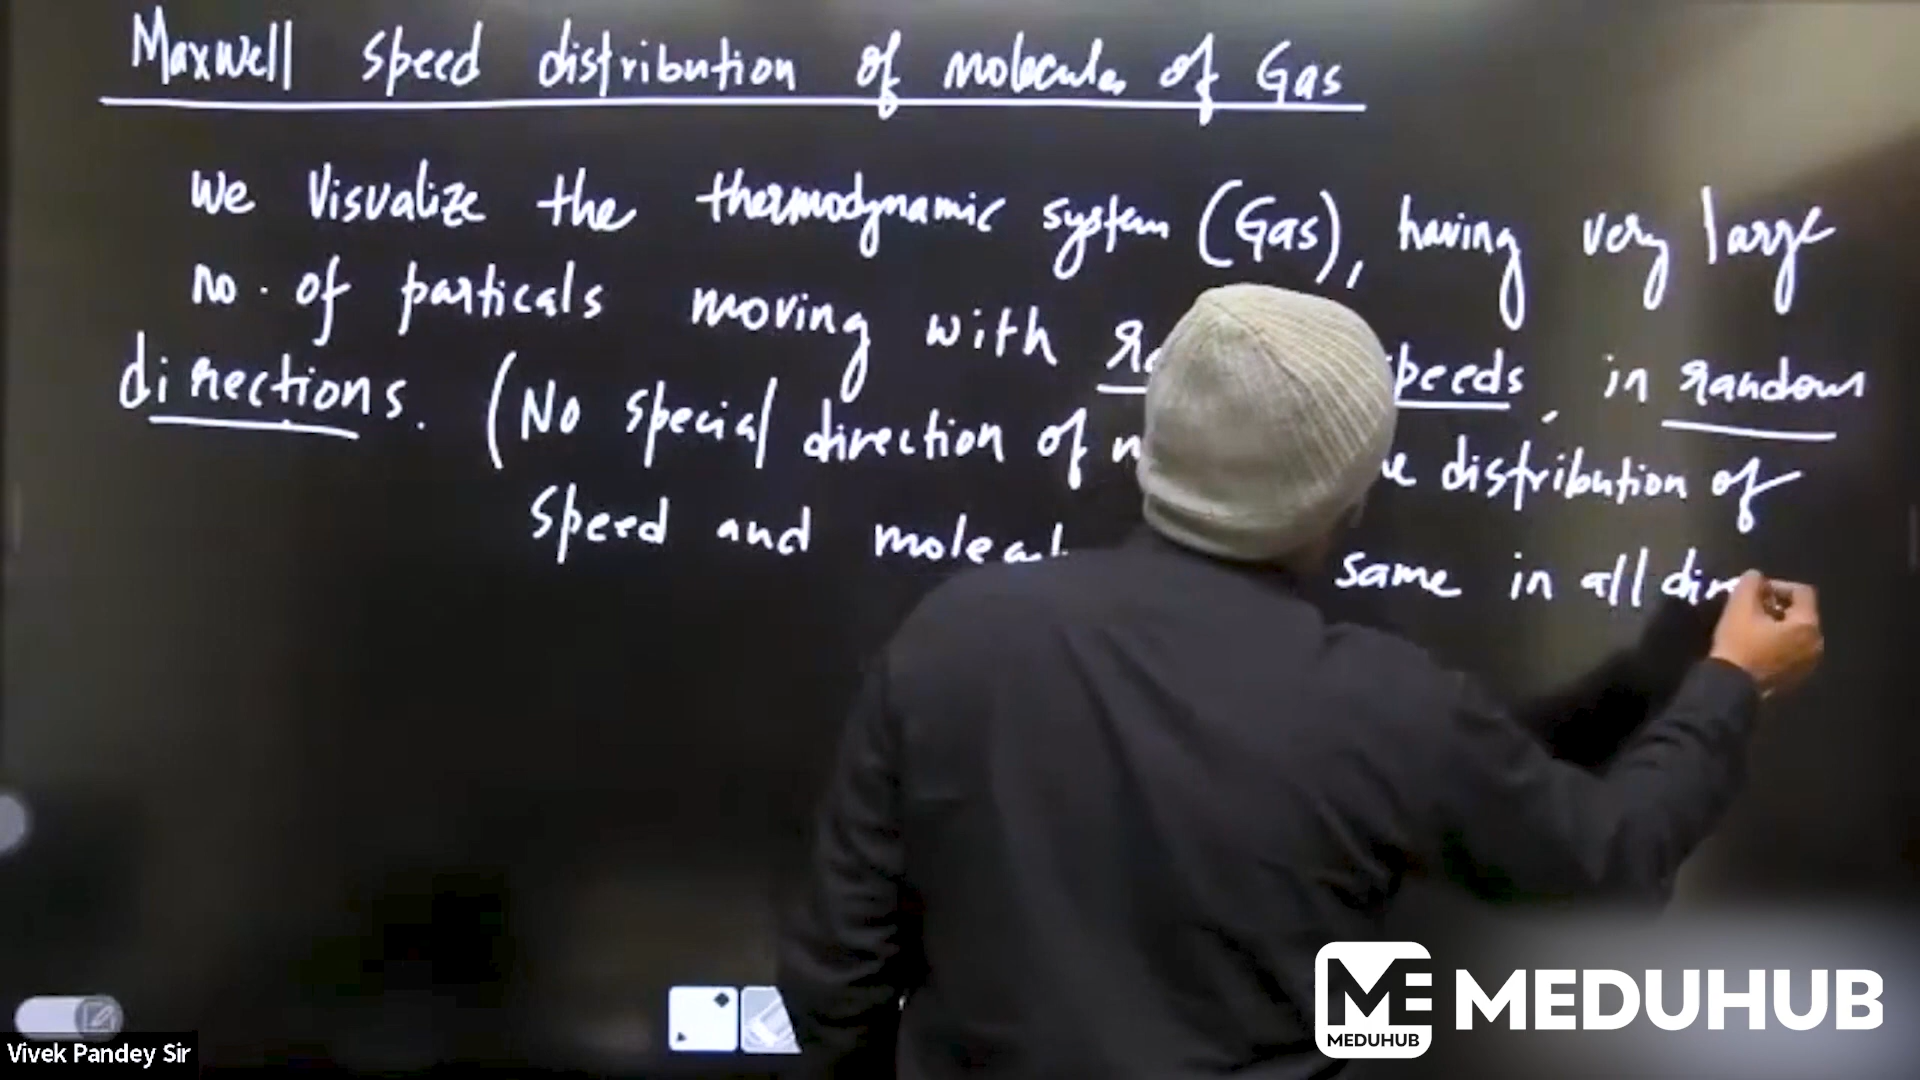 Maxwell speed distribution of molecules of Gas
We Visualize the thermodynamic system (Gas), having very large
no. of particals moving with speeds, in random
directions. (No special direction of distribution of
speed and same in all
Vivek Pandey Sir
ME MEDUHUB
MEDUHUB